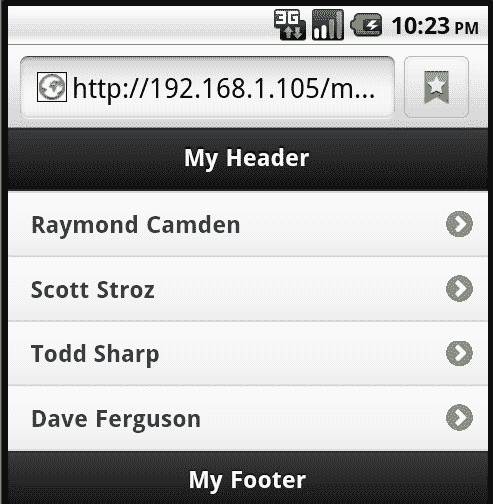 3G 10:23 PM
http://192.168.1.105/m...
My Header
Raymond Camden
Scott Stroz
Todd Sharp
Dave Ferguson
My Footer